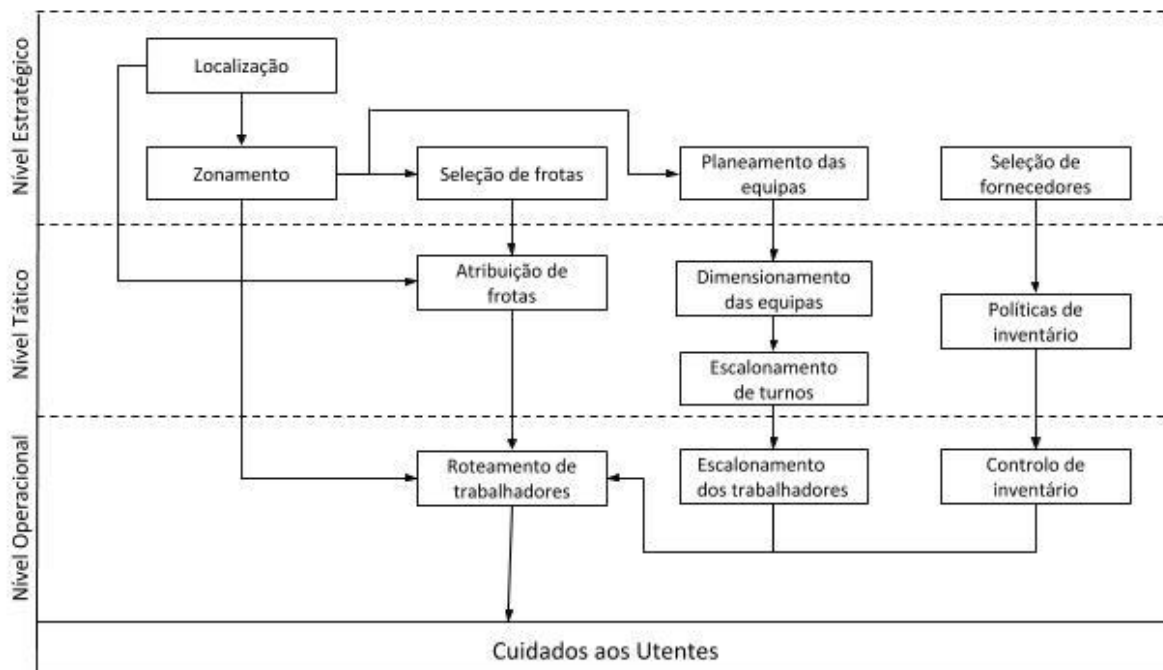 Nível Estratégico
Localização
Zonamento
Seleção de frotas
Planeamento das
equipas
Seleção de
fornecedores
Nível Tático
Atribuição de
frotas
Dimensionamento
das equipas
Políticas de
inventário
Escalonamento
de turnos
Nível Operacional
Roteamento de
trabalhadores
Escalonamento
dos trabalhadores
Controlo de
inventário
Cuidados aos Utentes